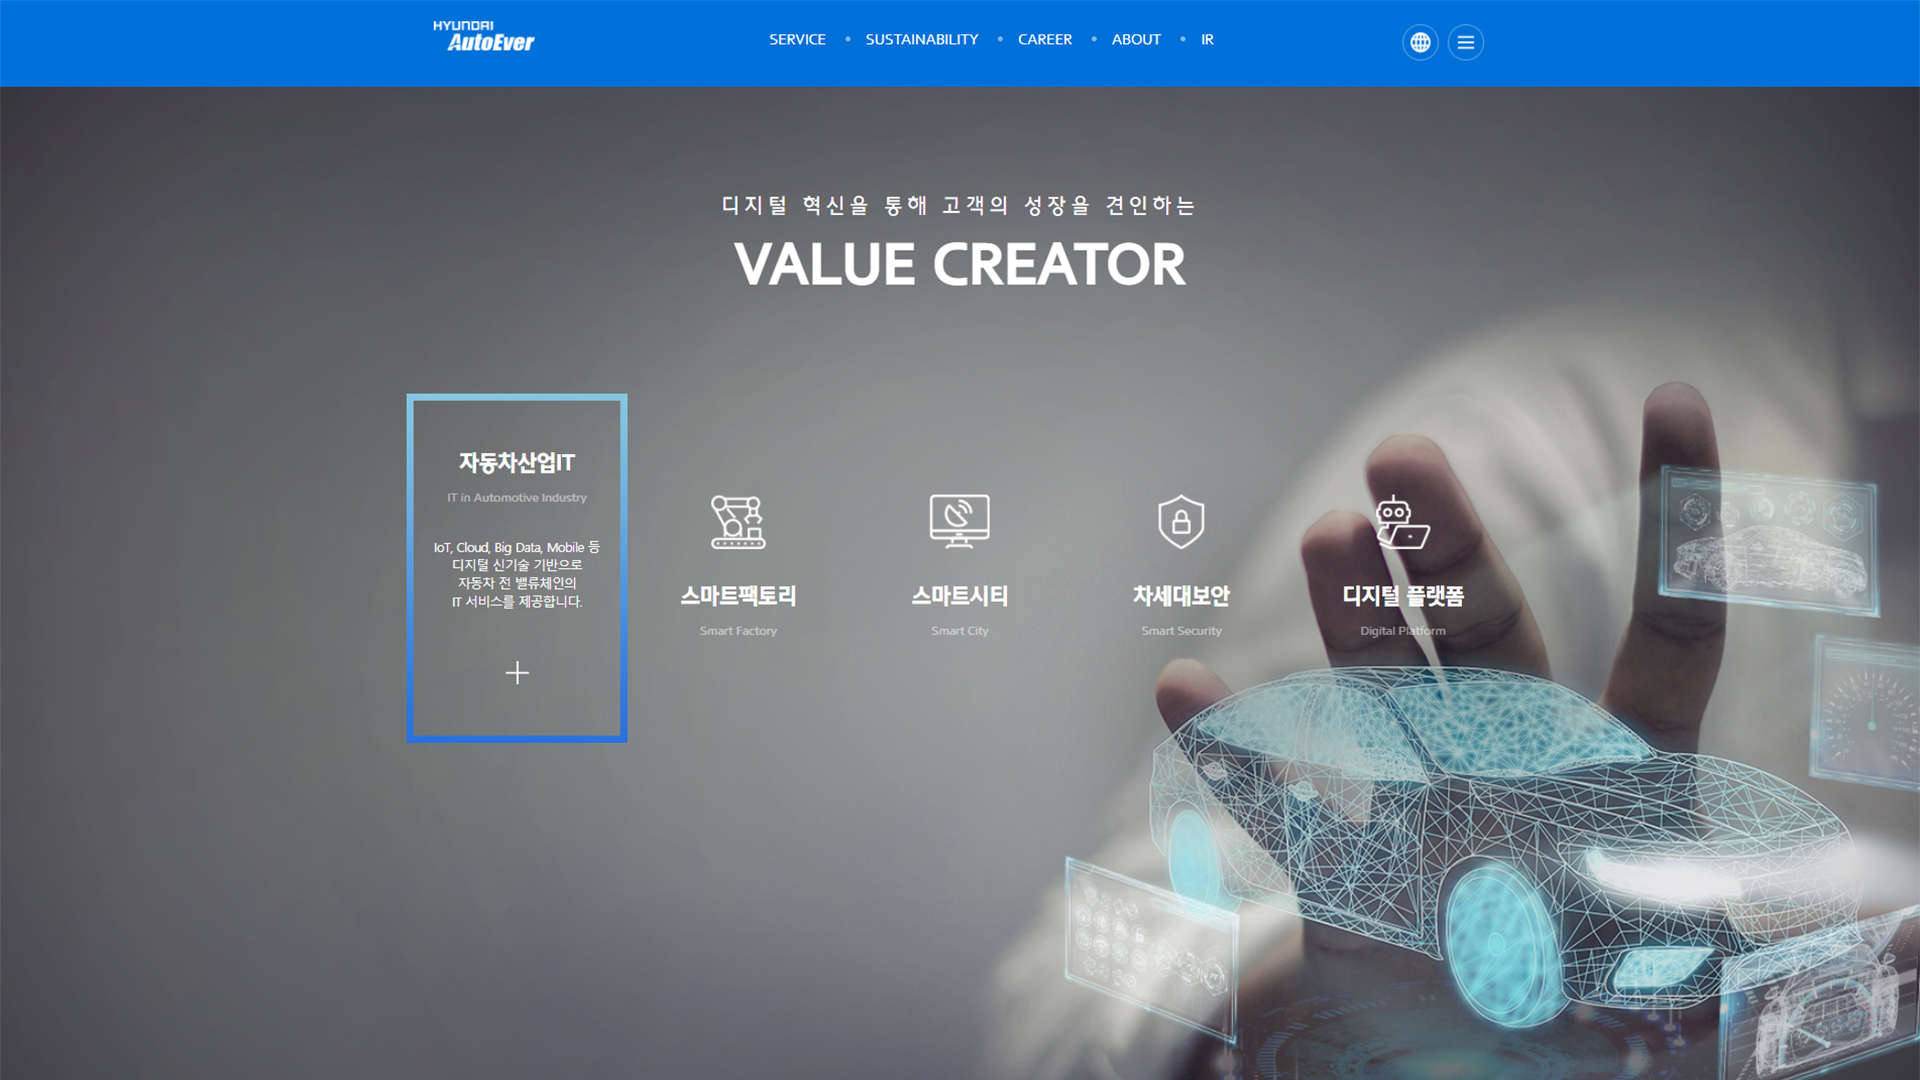 HYUNDAI
AutoEver
SERVICE • SUSTAINABILITY • CAREER • ABOUT • IR
디지털 혁신을 통해 고객의 성장을 견인하는
VALUE CREATOR
자동차산업IT
IT in Automotive Industry
IoT, Cloud, Big Data, Mobile 등
디지털 신기술 기반으로
자동차 전 밸류체인의
IT 서비스를 제공합니다.
스마트팩토리
Smart Factory
스마트시티
Smart City
차세대보안
Smart Security
디지털 플랫폼
Digital Platform